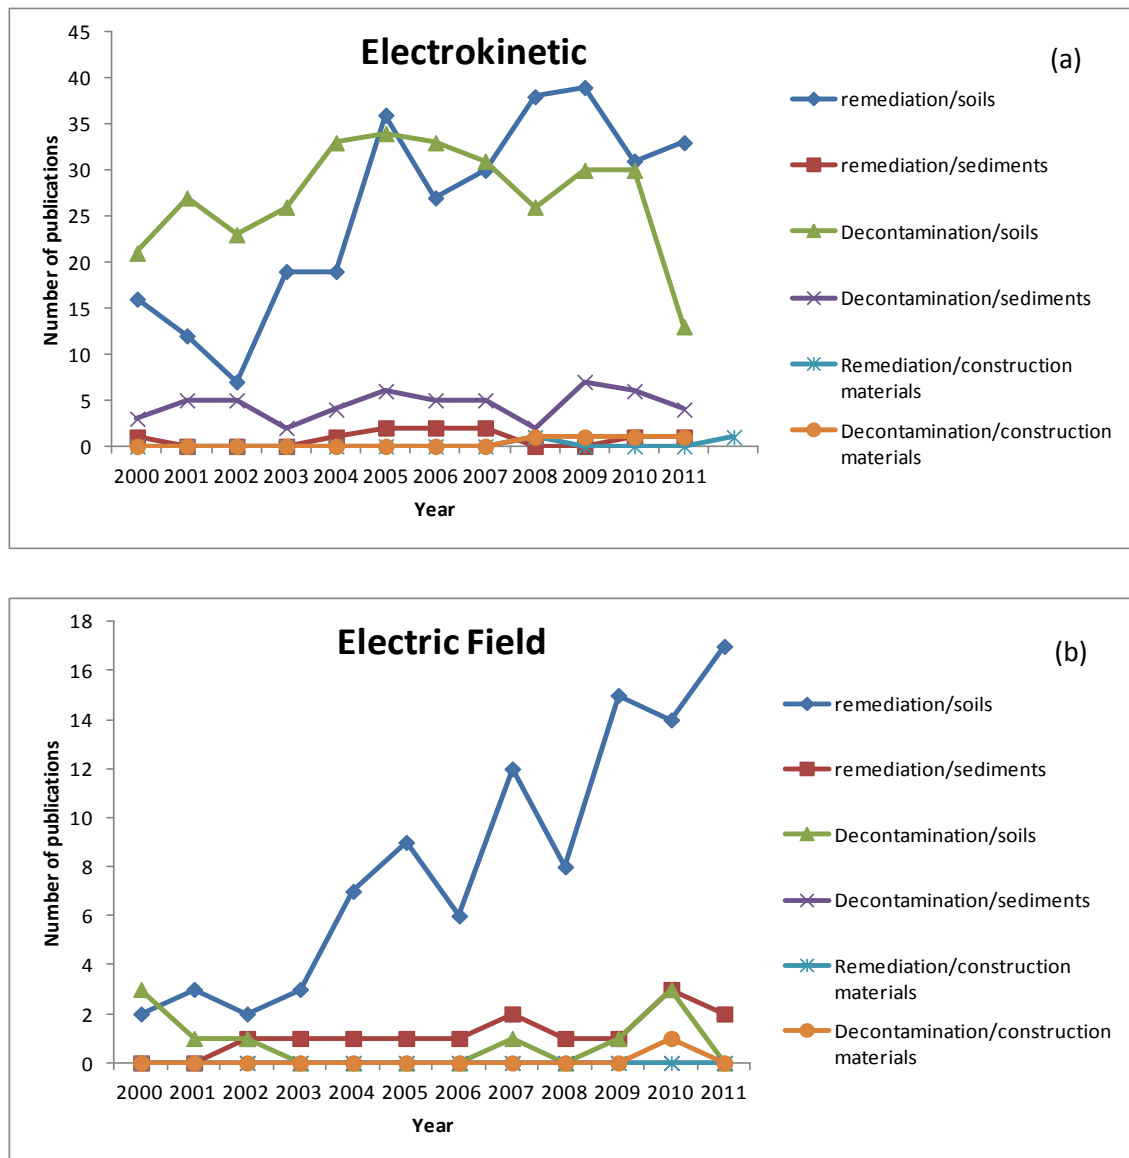 Electrokinetic
(a)
Number of publications
45
40
35
30
25
20
15
10
5
0
2000 2001 2002 2003 2004 2005 2006 2007 2008 2009 2010 2011
Year
remediation/soils
remediation/sediments
Decontamination/soils
Decontamination/sediments
Remediation/construction
materials
Decontamination/construction
materials
Electric Field
(b)
Number of publications
18
16
14
12
10
8
6
4
2
0
2000 2001 2002 2003 2004 2005 2006 2007 2008 2009 2010 2011
Year
remediation/soils
remediation/sediments
Decontamination/soils
Decontamination/sediments
Remediation/construction
materials
Decontamination/construction
materials